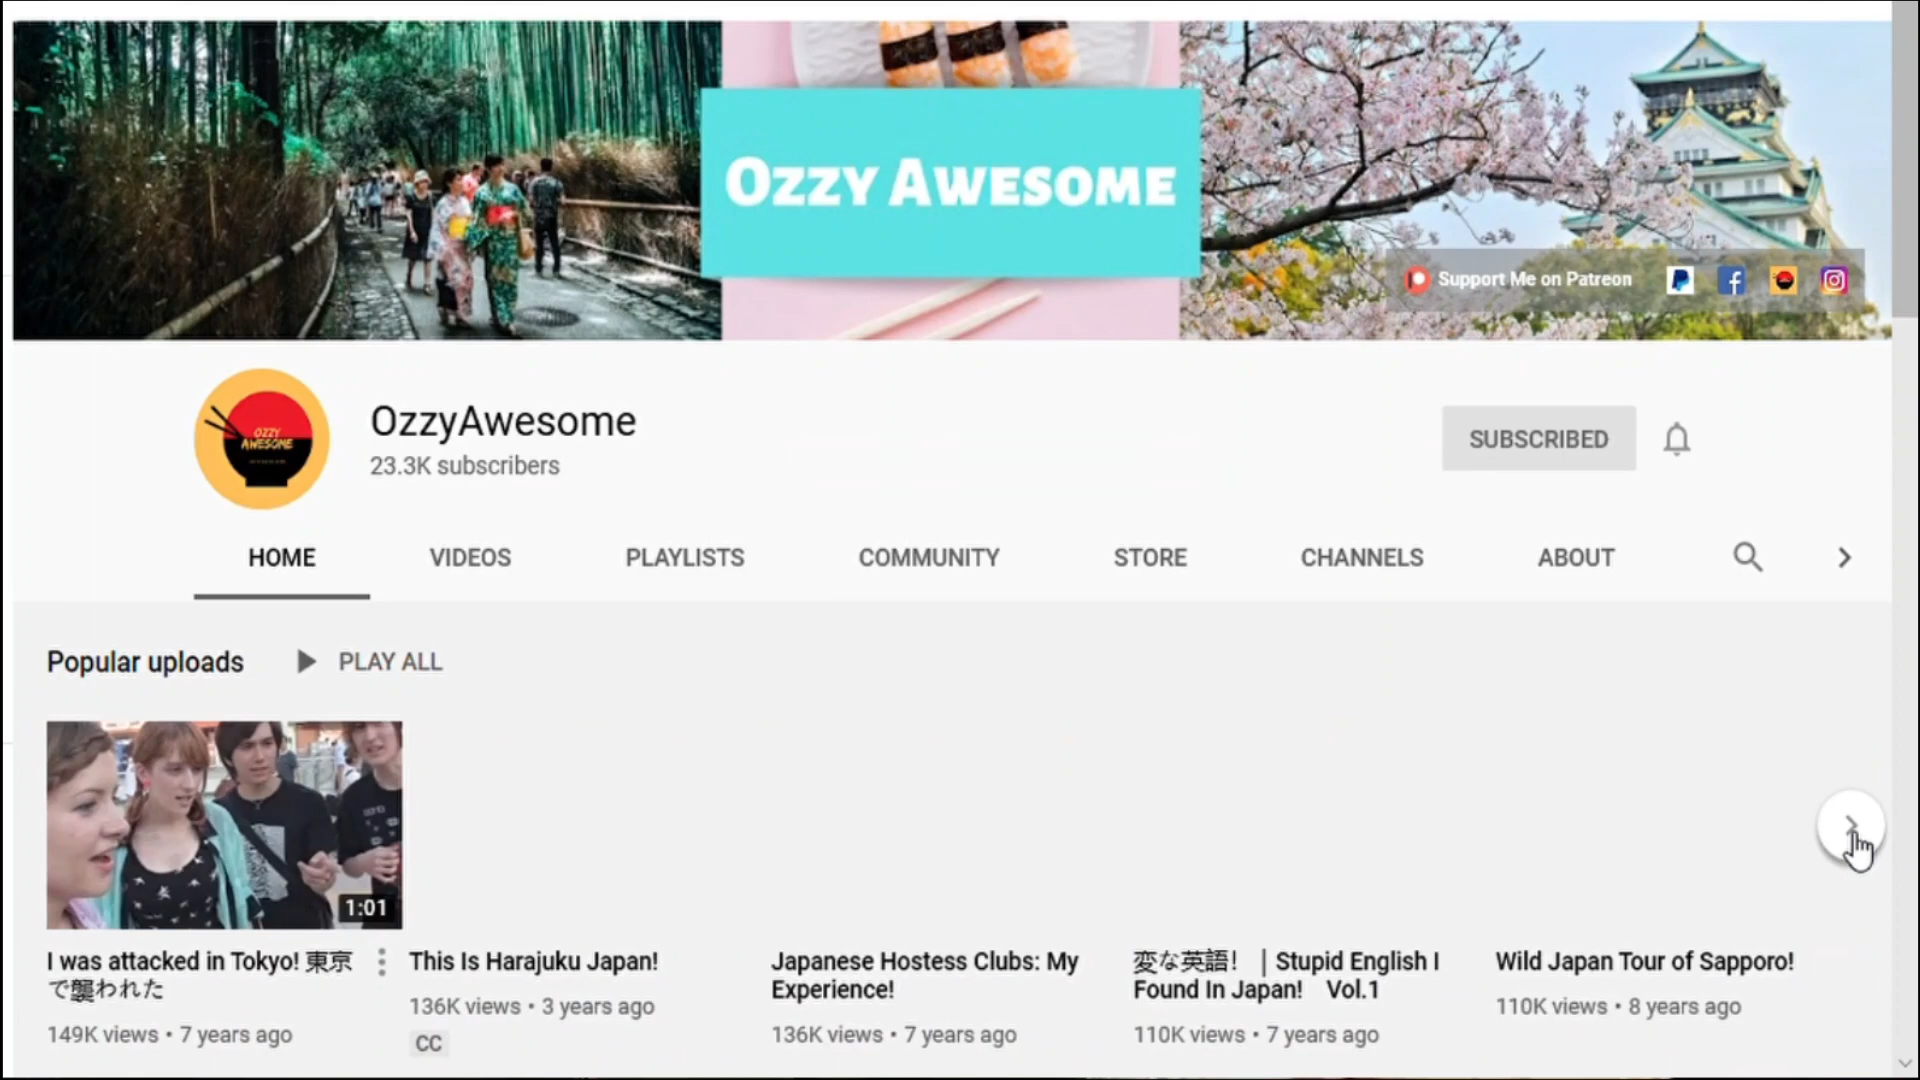 OZZY AWESOME
Support Me on Patreon
OZZY
AWESOME
OzzyAwesome
23.3K subscribers
SUBSCRIBED
HOME VIDEOS PLAYLISTS COMMUNITY STORE CHANNELS ABOUT
Popular uploads PLAY ALL
1:01
I was attacked in Tokyo! 東京
で襲われた
149K views • 7 years ago
This Is Harajuku Japan!
136K views • 3 years ago
CC
Japanese Hostess Clubs: My
Experience!
136K views • 7 years ago
変な英語! | Stupid English I
Found In Japan! Vol.1
110K views • 7 years ago
Wild Japan Tour of Sapporo!
110K views • 8 years ago